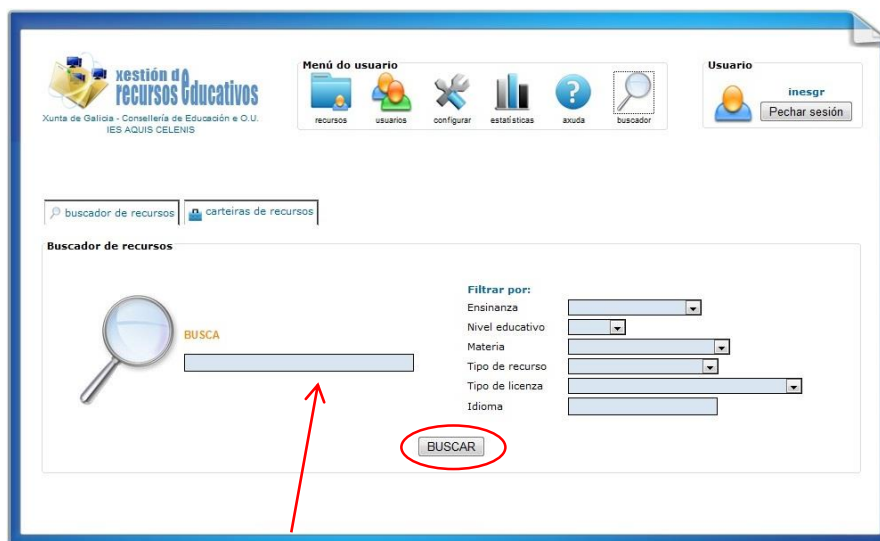 xestión de
recursos educativos
Xunta de Galicia - Consellería de Educación e O.U.
IES AQUIS CELENIS
Menú do usuario
recursos usuarios configurar estatísticas axuda buscador
Usuario
inesgr
Pechar sesión
buscador de recursos carteiras de recursos
Buscador de recursos
BUSCA
Filtrar por:
Ensinanza
Nivel educativo
Materia
Tipo de recurso
Tipo de licenza
Idioma
BUSCAR